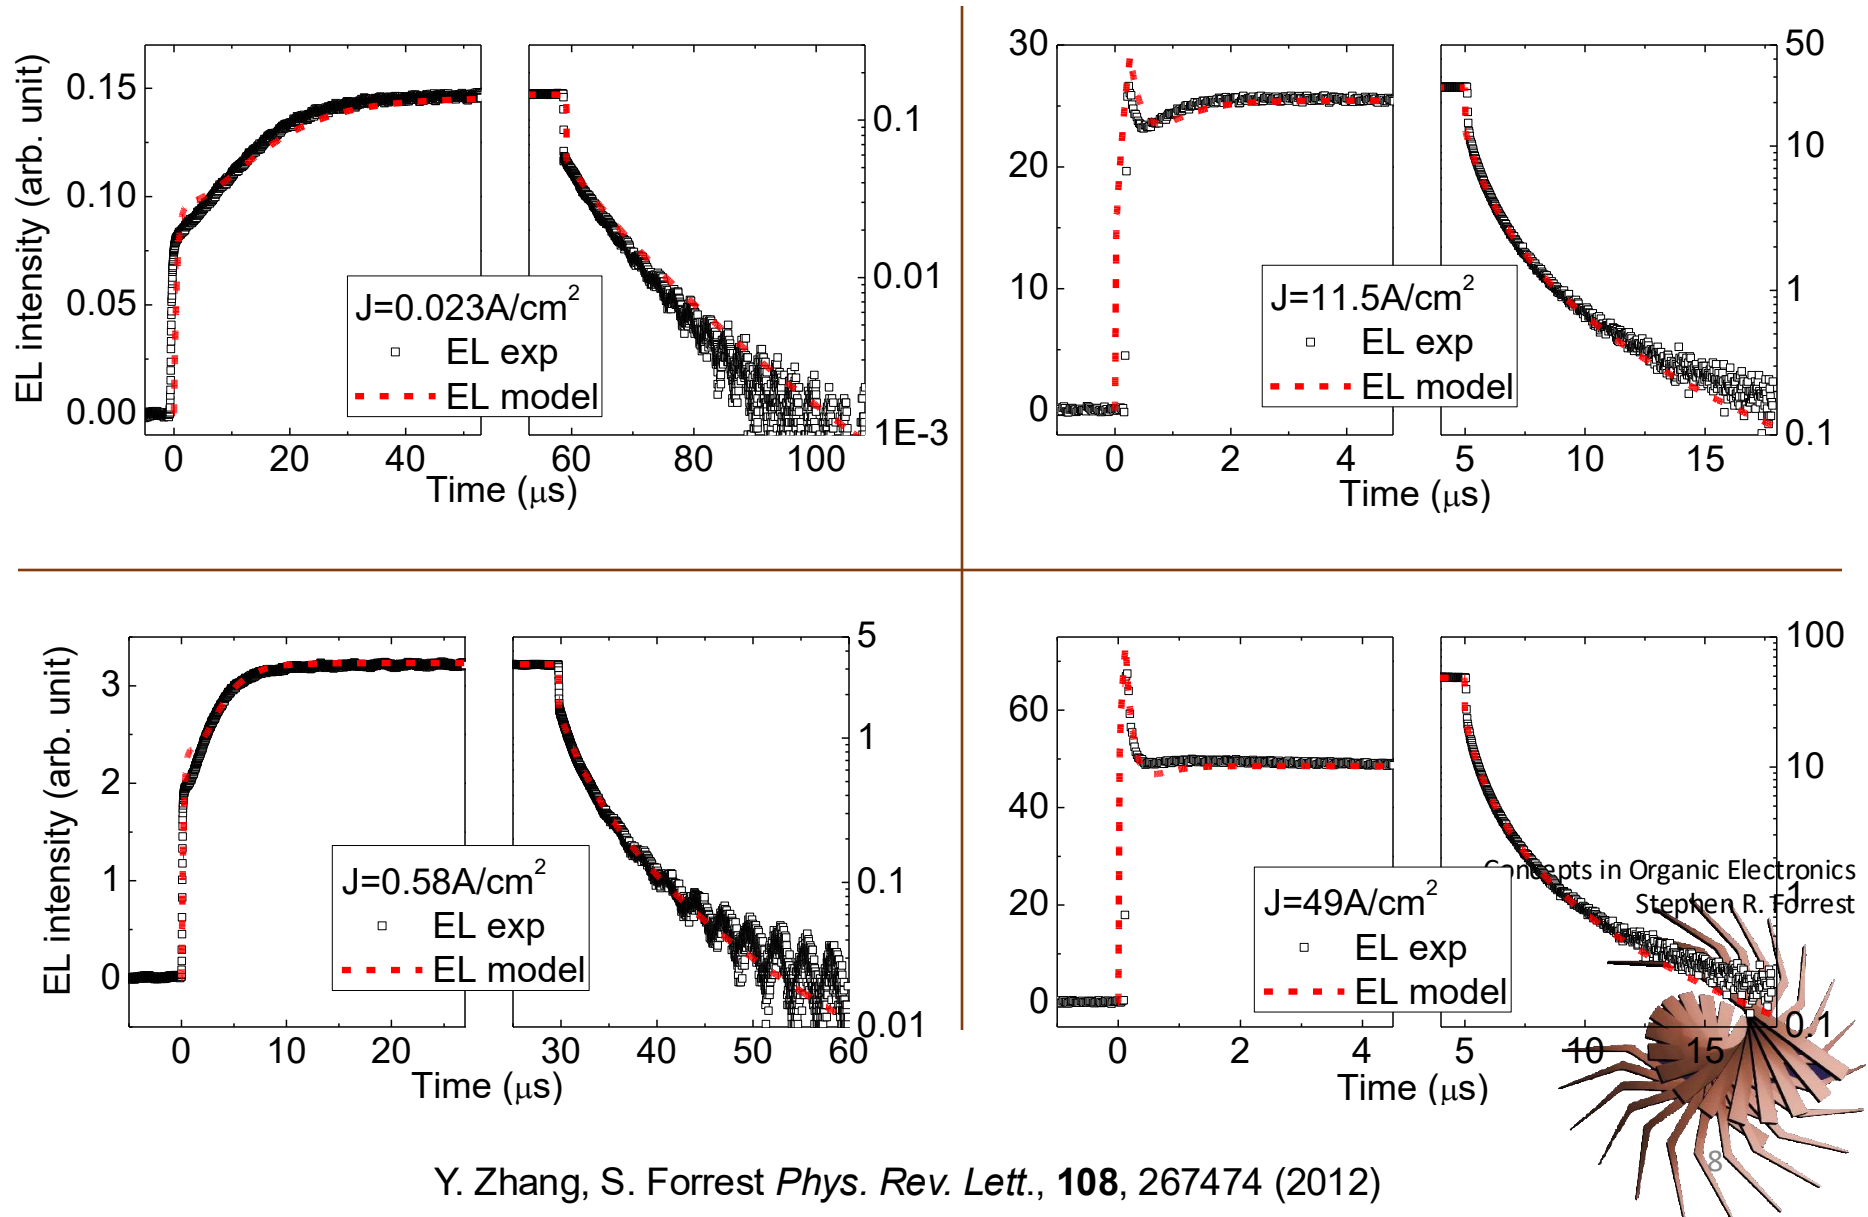 EL intensity (arb. unit)
0.15
0.10
0.05
0.00
0.1
0.01
1E-3
J=0.023A/cm²
EL exp
EL model
0 20 40 60 80 100
Time (μs)
30
20
10
0
50
10
1
0.1
J=11.5A/cm²
EL exp
EL model
0 2 4 5 10 15
Time (μs)
EL intensity (arb. unit)
3
2
1
0
5
1
0.1
0.01
J=0.58A/cm²
EL exp
EL model
0 10 20 30 40 50 60
Time (μs)
60
40
20
0
100
10
1
0.1
J=49A/cm²
EL exp
EL model
0 2 4 5 10 15
Time (μs)
Concepts in Organic Electronics
Stephen R. Forrest
8
Y. Zhang, S. Forrest Phys. Rev. Lett., 108, 267474 (2012)